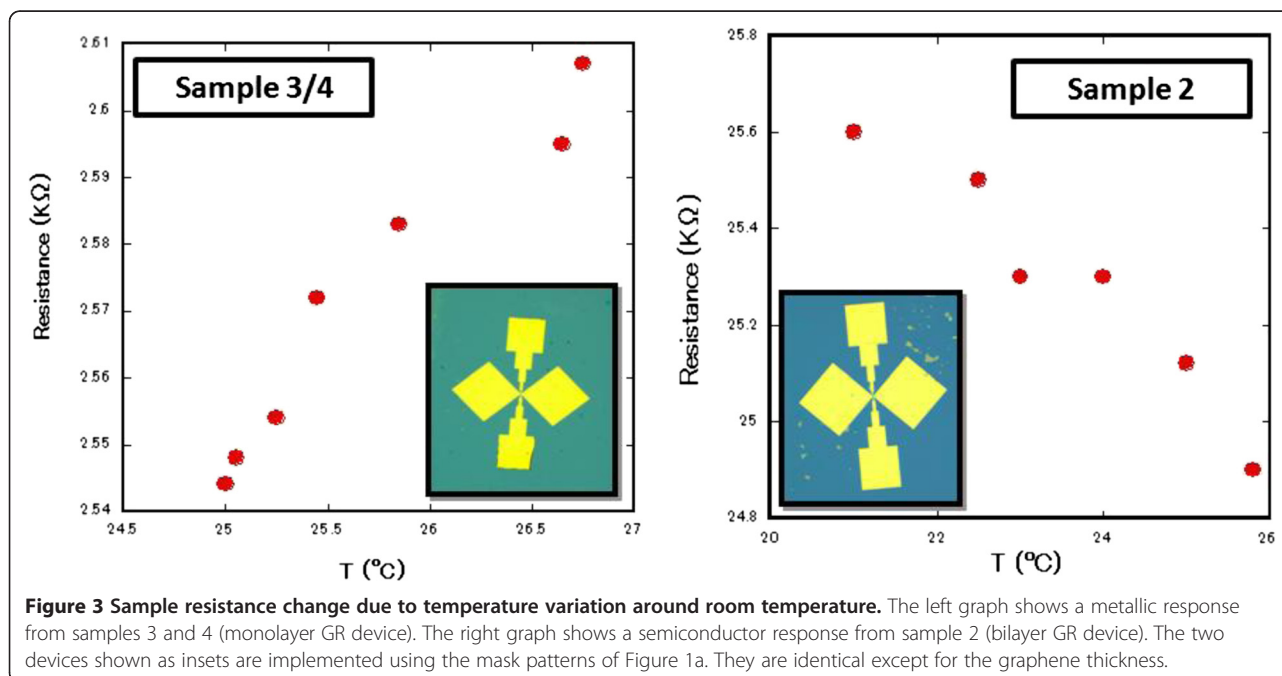 Sample 3/4
Resistance (KΩ)
2.61
2.6
2.59
2.58
2.57
2.56
2.55
2.54
24.5 25 25.5 26 26.5 27
T (ºC)
Sample 2
Resistance (KΩ)
25.8
25.6
25.4
25.2
25
24.8
20 22 24 26
T (ºC)
Figure 3 Sample resistance change due to temperature variation around room temperature. The left graph shows a metallic response
from samples 3 and 4 (monolayer GR device). The right graph shows a semiconductor response from sample 2 (bilayer GR device). The two
devices shown as insets are implemented using the mask patterns of Figure 1a. They are identical except for the graphene thickness.